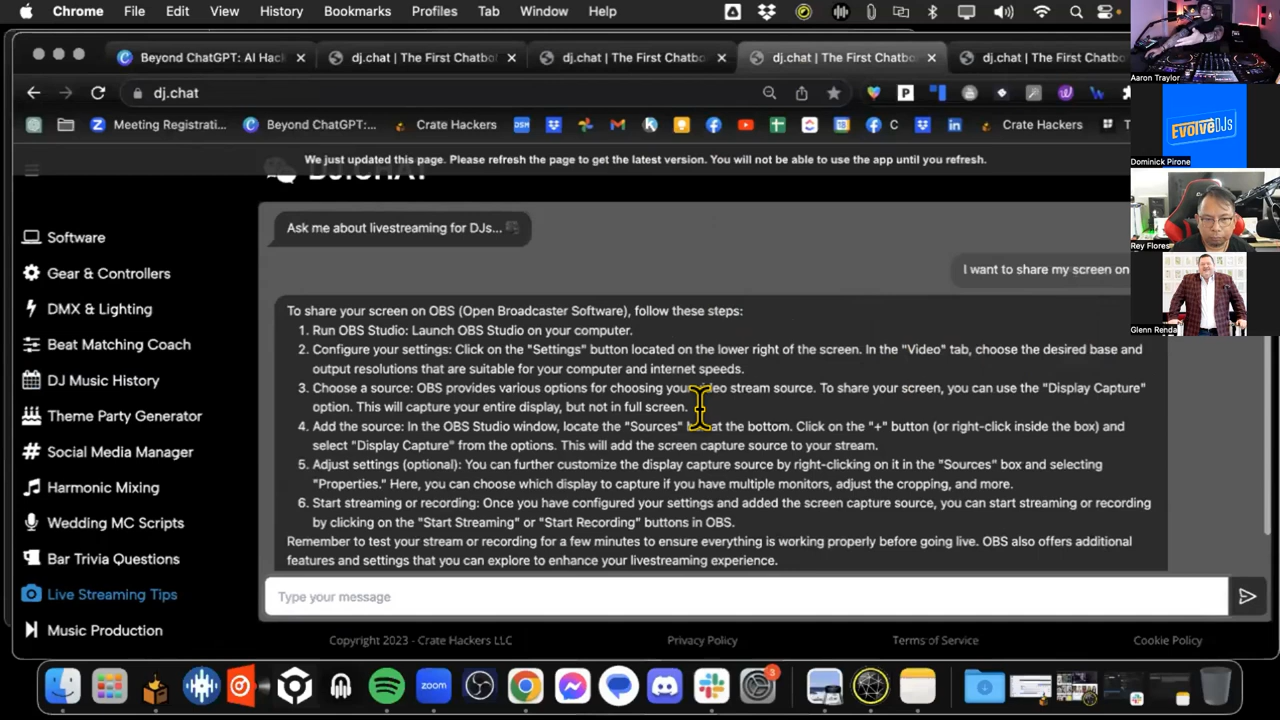 Chrome File Edit View History Bookmarks Profiles Tab Window Help
Beyond ChatGPT: AI Hack
dj.chat | The First Chatbo
dj.chat | The First Chatbot
dj.chat | The First Chatbo
dj.chat | The First Chatbo
dj.chat
Meeting Registrati...
Beyond ChatGPT:...
Crate Hackers
DSM
C
Crate Hackers
We just updated this page. Please refresh the page to get the latest version. You will not be able to use the app until you refresh.
DJ.CHAT
Software
Gear & Controllers
DMX & Lighting
Beat Matching Coach
DJ Music History
Theme Party Generator
Social Media Manager
Harmonic Mixing
Wedding MC Scripts
Bar Trivia Questions
Live Streaming Tips
Music Production
Ask me about livestreaming for DJs...
I want to share my screen on
To share your screen on OBS (Open Broadcaster Software), follow these steps:
1. Run OBS Studio: Launch OBS Studio on your computer.
2. Configure your settings: Click on the "Settings" button located on the lower right of the screen. In the "Video" tab, choose the desired base and
output resolutions that are suitable for your computer and internet speeds.
3. Choose a source: OBS provides various options for choosing your video stream source. To share your screen, you can use the "Display Capture"
option. This will capture your entire display, but not in full screen.
4. Add the source: In the OBS Studio window, locate the "Sources" b at the bottom. Click on the "+" button (or right-click inside the box) and
select "Display Capture" from the options. This will add the screen capture source to your stream.
5. Adjust settings (optional): You can further customize the display capture source by right-clicking on it in the "Sources" box and selecting
"Properties." Here, you can choose which display to capture if you have multiple monitors, adjust the cropping, and more.
6. Start streaming or recording: Once you have configured your settings and added the screen capture source, you can start streaming or recording
by clicking on the "Start Streaming" or "Start Recording" buttons in OBS.
Remember to test your stream or recording for a few minutes to ensure everything is working properly before going live. OBS also offers additional
features and settings that you can explore to enhance your livestreaming experience.
Type your message
Copyright 2023 - Crate Hackers LLC
Privacy Policy
Terms of Service
Cookie Policy
zoom
3
Aaron Traylor
EvolveDJs
Dominick Pirone
Rey Flores
Glenn Renda